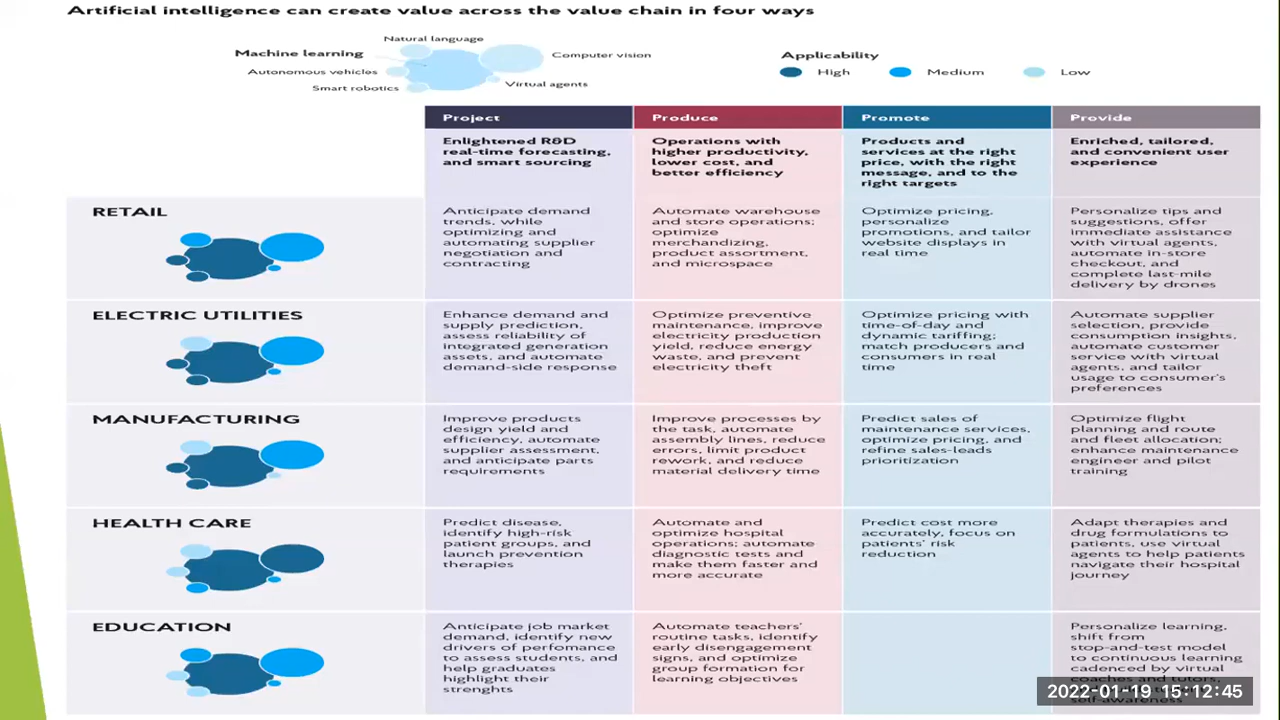 Artificial intelligence can create value across the value chain in four ways
Natural language
Machine learning
Computer vision
Autonomous vehicles
Virtual agents
Smart robotics
Applicability
High
Medium
Low
Project
Produce
Promote
Provide
Enlightened R&D
real-time forecasting,
and smart sourcing
Operations with
higher productivity,
lower cost, and
better efficiency
Products and
services at the right
price, with the right
message, and to the
right targets
Enriched, tailored,
and convenient user
experience
RETAIL
Anticipate demand
trends, while
optimizing and
automating supplier
negotiation and
contracting
Automate warehouse
and store operations;
optimize
merchandizing,
product assortment,
and microspace
Optimize pricing,
personalize
promotions, and tailor
website displays in
real time
Personalize tips and
suggestions, offer
immediate assistance
with virtual agents,
automate in-store
checkout, and
complete last-mile
delivery by drones
ELECTRIC UTILITIES
Enhance demand and
supply prediction,
assess reliability of
integrated generation
assets, and automate
demand-side response
Optimize preventive
maintenance, improve
electricity production
yield, reduce energy
waste, and prevent
electricity theft
Optimize pricing with
time-of-day and
dynamic tariffing;
match producers and
consumers in real
time
Automate supplier
selection, provide
consumption insights,
automate customer
service with virtual
agents, and tailor
usage to consumer's
preferences
MANUFACTURING
Improve products
design yield and
efficiency, automate
supplier assessment,
and anticipate parts
requirements
Improve processes by
the task, automate
assembly lines, reduce
errors, limit product
rework, and reduce
material delivery time
Predict sales of
maintenance services,
optimize pricing, and
refine sales-leads
prioritization
Optimize flight
planning and route
and fleet allocation;
enhance maintenance
engineer and pilot
training
HEALTH CARE
Predict disease,
identify high-risk
patient groups, and
launch prevention
therapies
Automate and
optimize hospital
operations; automate
diagnostic tests and
make them faster and
more accurate
Predict cost more
accurately, focus on
patients' risk
reduction
Adapt therapies and
drug formulations to
patients, use virtual
agents to help patients
navigate their hospital
journey
EDUCATION
Anticipate job market
demand, identify new
drivers of perfomance
to assess students, and
help graduates
highlight their
strenghts
Automate teachers'
routine tasks, identify
early disengagement
signs, and optimize
group formation for
learning objectives
Personalize learning,
shift from
stop-and-test model
to continuous learning
cadenced by virtual
coaches and tutors,
self-awareness
2022-01-19 15:12:45